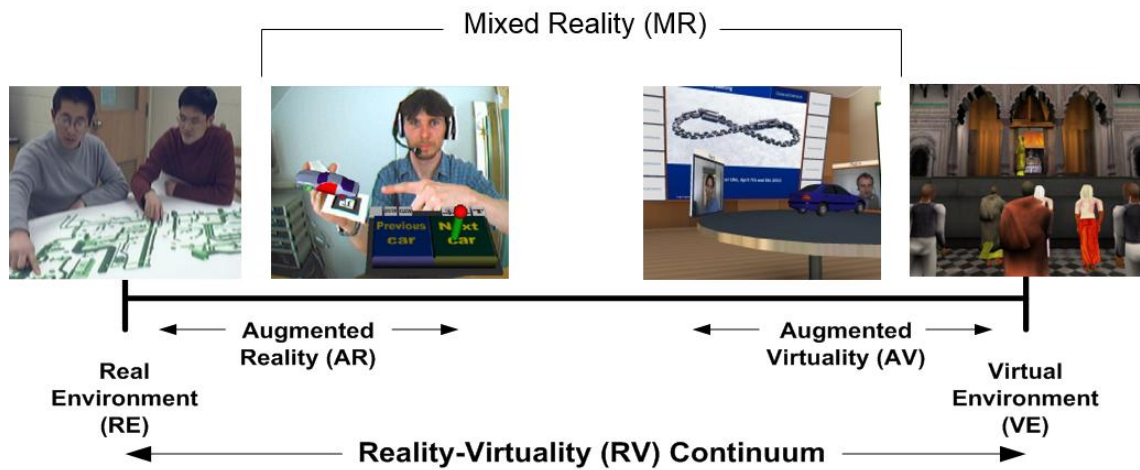 Mixed Reality (MR)
Previous
car
Next
car
Augmented
Reality (AR)
Augmented
Virtuality (AV)
Real
Environment
(RE)
Virtual
Environment
(VE)
Reality-Virtuality (RV) Continuum